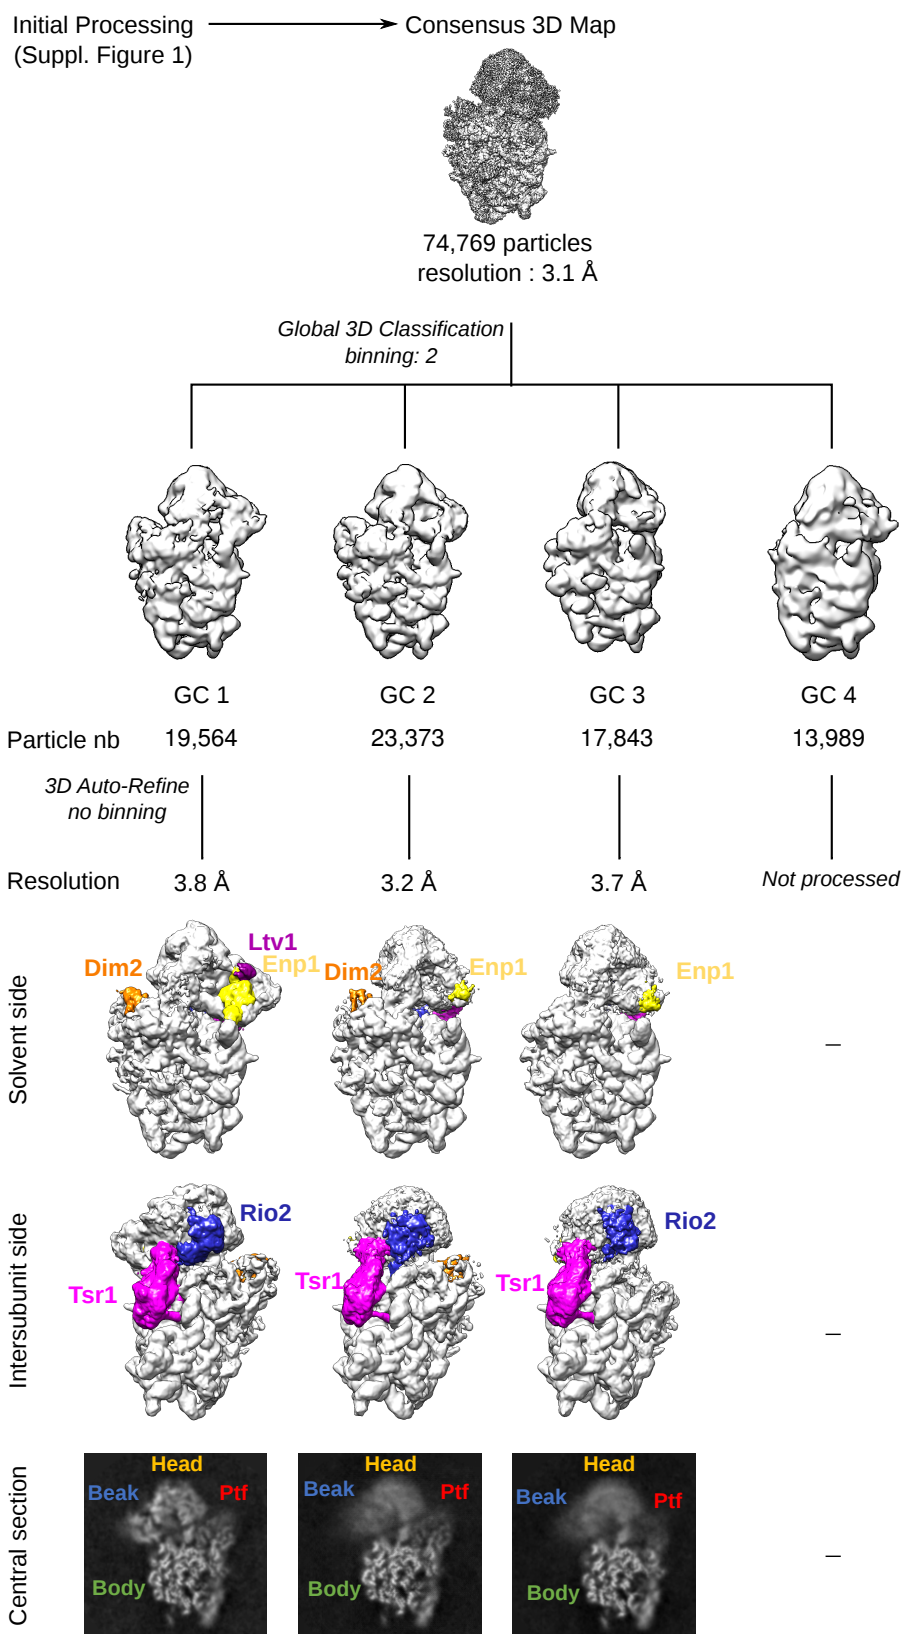 Initial Processing
(Suppl. Figure 1)
Consensus 3D Map
74,769 particles
resolution : 3.1 Å
Global 3D Classification
binning: 2
GC 1
GC 2
GC 3
GC 4
Particle nb
19,564
23,373
17,843
13,989
3D Auto-Refine
no binning
Resolution
3.8 Å
3.2 Å
3.7 Å
Not processed
Solvent side
Dim2
Ltv1
Enp1
Dim2
Enp1
Enp1
–
Intersubunit side
Rio2
Tsr1
Tsr1
Rio2
Tsr1
–
Central section
Head
Beak
Ptf
Body
Head
Beak
Ptf
Body
Head
Beak
Ptf
Body
–